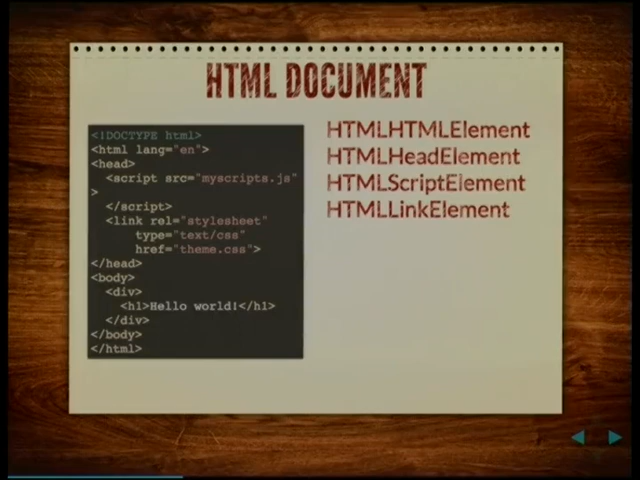 HTML DOCUMENT
<!DOCTYPE html>
<html lang="en">
<head>
<script src="myscripts.js"
>
</script>
<link rel="stylesheet"
type="text/css"
href="theme.css">
</head>
<body>
<div>
<h1>Hello world!</h1>
</div>
</body>
</html>
HTMLHTMLElement
HTMLHeadElement
HTMLScriptElement
HTMLLinkElement